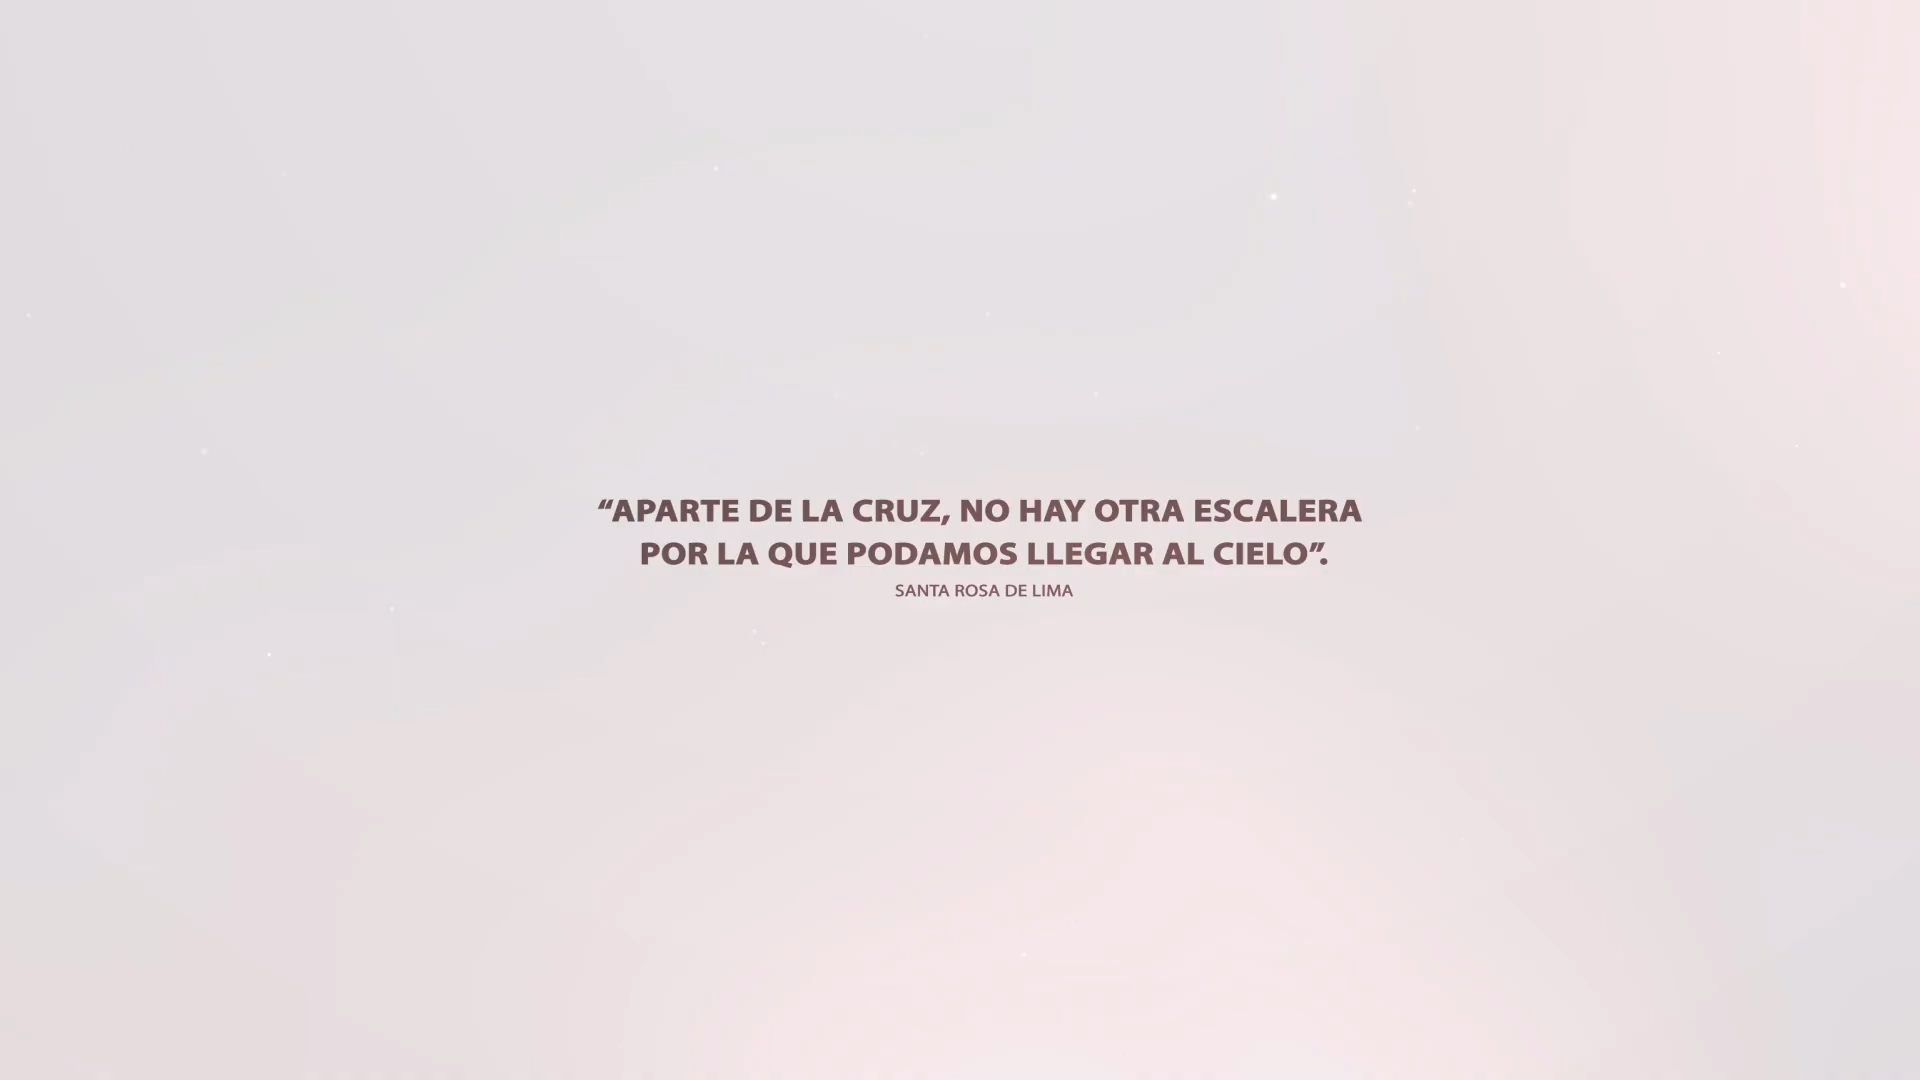 “APARTE DE LA CRUZ, NO HAY OTRA ESCALERA
POR LA QUE PODAMOS LLEGAR AL CIELO”.
SANTA ROSA DE LIMA